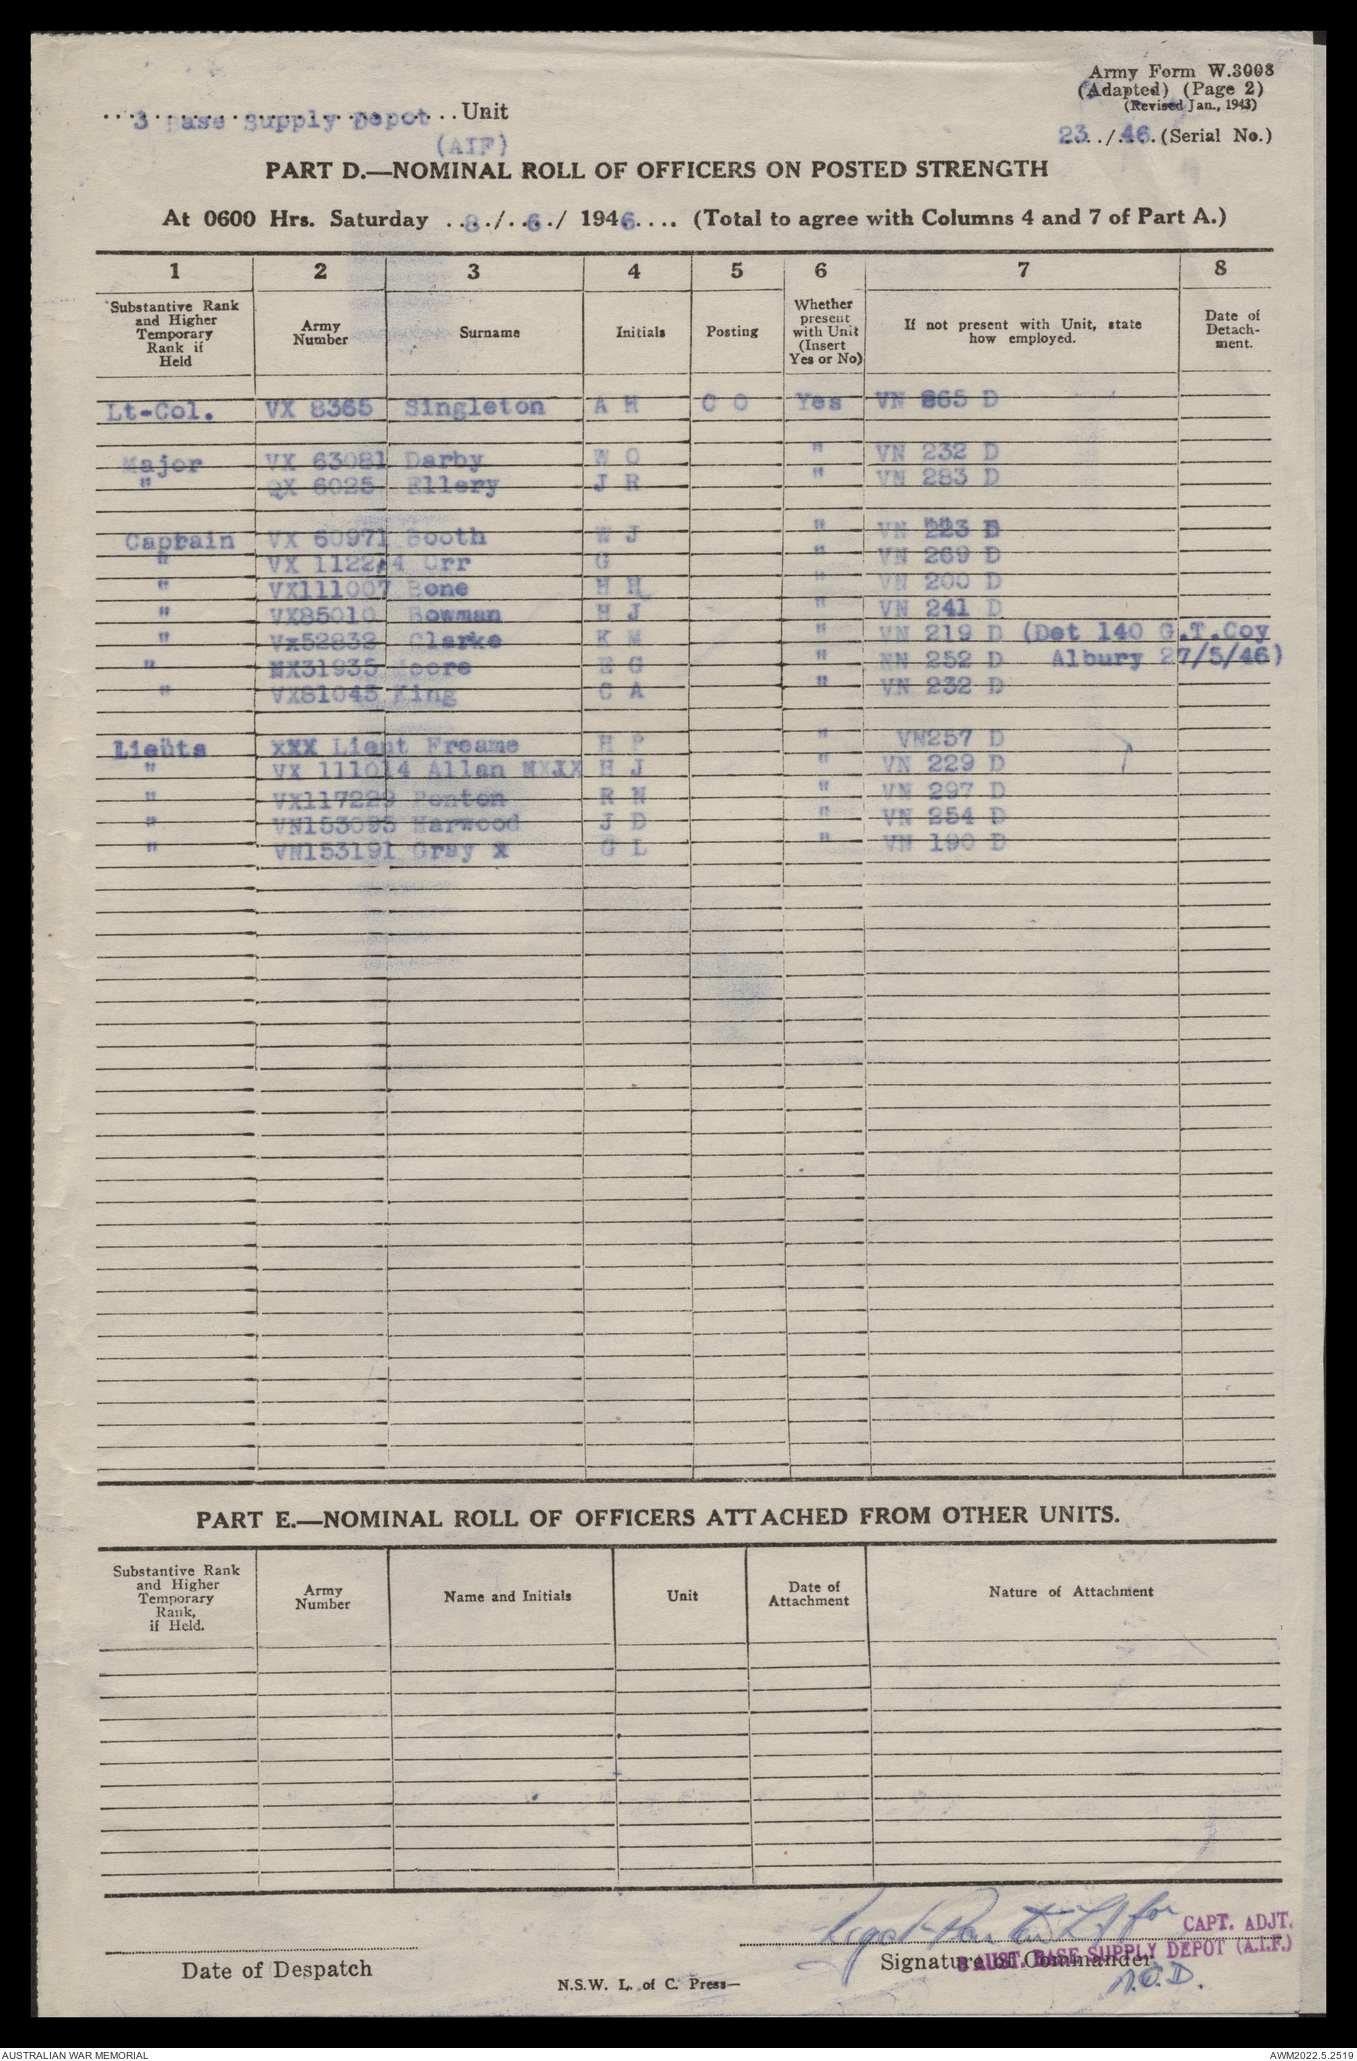 Army Form W.3008
(Adapted) (Page 2)
(Revised Jan., 1943)
3 Base Supply Depot Unit
(AIF)
23../.46.(Serial No.)
PART D.—NOMINAL ROLL OF OFFICERS ON POSTED STRENGTH
At 0600 Hrs. Saturday ..8./..6./ 1946.... (Total to agree with Columns 4 and 7 of Part A.)
1 2 3 4 5 6 7 8
Substantive Rank and Higher Temporary Rank if Held
Army Number
Surname
Initials
Posting
Whether present with Unit (Insert Yes or No)
If not present with Unit, state how employed.
Date of Detach-ment.
Lt-Col. VX 8365 Singleton A H C O Yes VN 865 D
Major VX 63081 Darby W O " VN 232 D
" QX 6025 Ellery J R " VN 283 D
Captain VX 60971 Booth W J " VN 223 D
" VX 1122,4 Orr G " VN 269 D
" VX111007 Bone H H " VN 200 D
" VX85010 Bowman H J " VN 241 D
" Vx52832 Clarke K M " VN 219 D (Det 140 G.T.Coy
" NX31935 Moore E G " NN 252 D Albury 27/5/46)
" VX81045 King C A " VN 232 D
Lieuts XXX Lieut Freame H P " VN257 D
" VX 111014 Allan H J " VN 229 D
" VX117229 Penton R N " VN 297 D
" VN153095 Harwood J D " VN 254 D
" VN153191 Gray x G L " VN 190 D
PART E.—NOMINAL ROLL OF OFFICERS ATTACHED FROM OTHER UNITS.
Substantive Rank and Higher Temporary Rank, if Held.
Army Number
Name and Initials
Unit
Date of Attachment
Nature of Attachment
Lt for
CAPT. ADJT.
3 AUST. BASE SUPPLY DEPOT (A.I.F.)
Date of Despatch
Signature of Commander
N.S.W. L. of C. Press—
AUSTRALIAN WAR MEMORIAL
AWM2022.5.2519